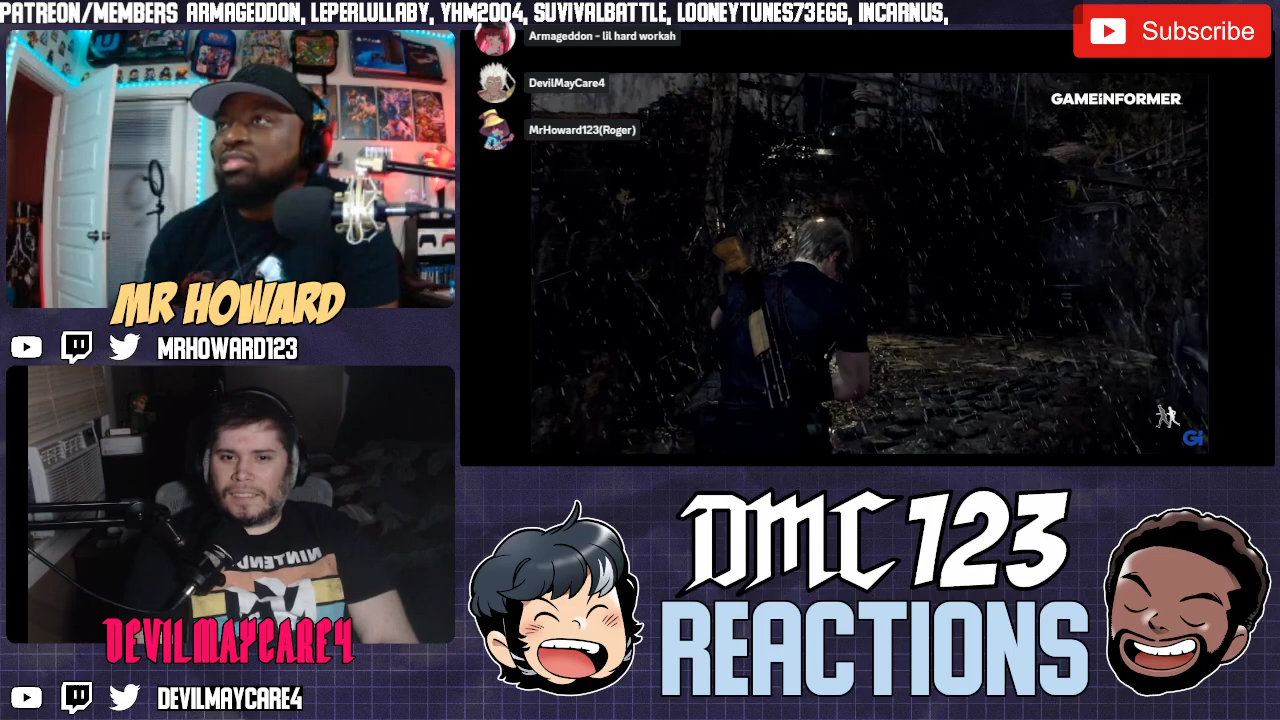 PATREON/MEMBERS ARMAGEDDON, LEPERLULLABY, YHM2004, SUVIVALBATTLE, LOONEYTUNES73EGG, INCARNUS,
Subscribe
Armageddon - lil hard workah
DevilMayCare4
MrHoward123(Roger)
GAMEINFORMER
GI
MR HOWARD
MRHOWARD123
NINTENDO
DEVILMAYCARE4
DEVILMAYCARE4
DMC 123
REACTIONS